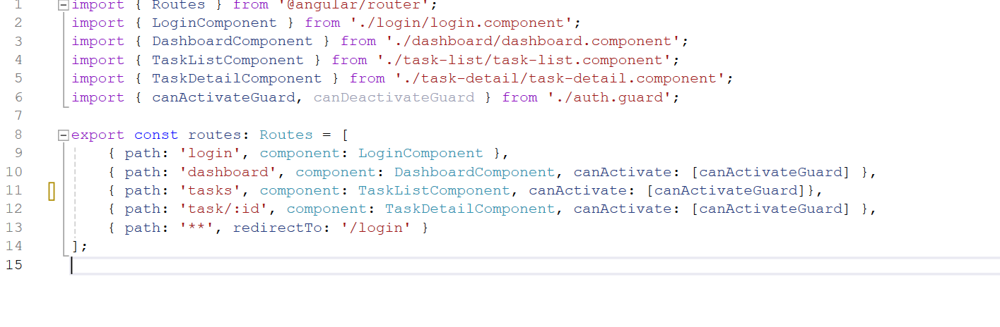 1 import { Routes } from '@angular/router';
2 import { LoginComponent } from './login/login.component';
3 import { DashboardComponent } from './dashboard/dashboard.component';
4 import { TaskListComponent } from './task-list/task-list.component';
5 import { TaskDetailComponent } from './task-detail/task-detail.component';
6 import { canActivateGuard, canDeactivateGuard } from './auth.guard';
7
8 export const routes: Routes = [
9     { path: 'login', component: LoginComponent },
10     { path: 'dashboard', component: DashboardComponent, canActivate: [canActivateGuard] },
11     { path: 'tasks', component: TaskListComponent, canActivate: [canActivateGuard]},
12     { path: 'task/:id', component: TaskDetailComponent, canActivate: [canActivateGuard] },
13     { path: '**', redirectTo: '/login' }
14 ];
15